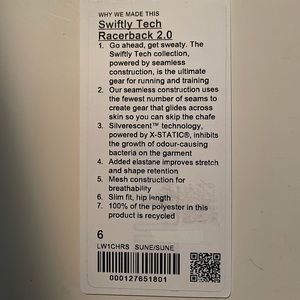 WHY WE MADE THIS
Swiftly Tech
Racerback 2.0
1. Go ahead, get sweaty. The
Swiftly Tech collection,
powered by seamless
construction, is the ultimate
gear for running and training
2. Our seamless construction uses
the fewest number of seams to
create gear that glides across
skin so you can skip the chafe
3. Silverescent™ technology,
powered by X-STATIC®, inhibits
the growth of odour-causing
bacteria on the garment
4. Added elastane improves stretch
and shape retention
5. Mesh construction for
breathability
6. Slim fit, hip length
7. 100% of the polyester in this
product is recycled
6
LW1CHRS SUNE/SUNE
000127651801